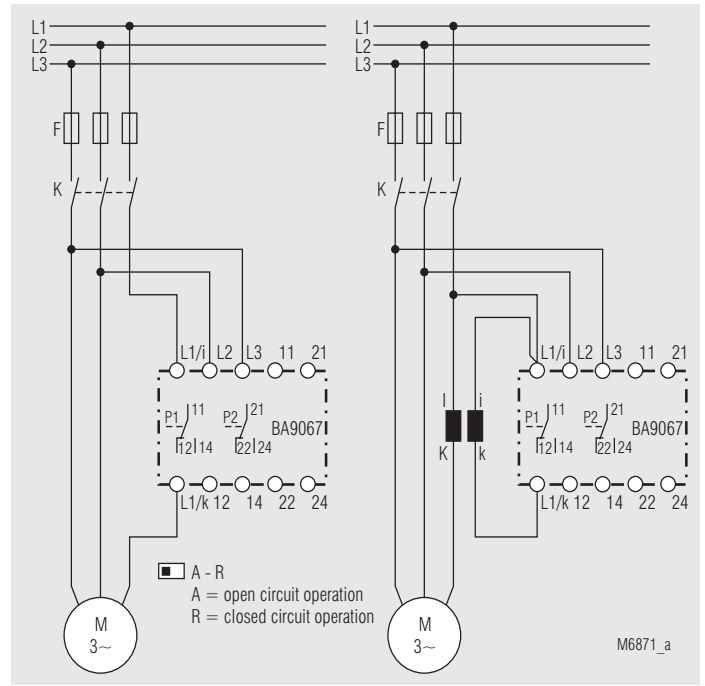 L1
L2
L3
F
K
L1/i L2 L3 11 21
P1 11
12 14
P2 21
22 24
BA9067
L1/k 12 14 22 24
A - R
A = open circuit operation
R = closed circuit operation
M
3~
L1
L2
L3
F
K
L1/i L2 L3 11 21
l i
K k
P1 11
12 14
P2 21
22 24
BA9067
L1/k 12 14 22 24
M
3~
M6871_a